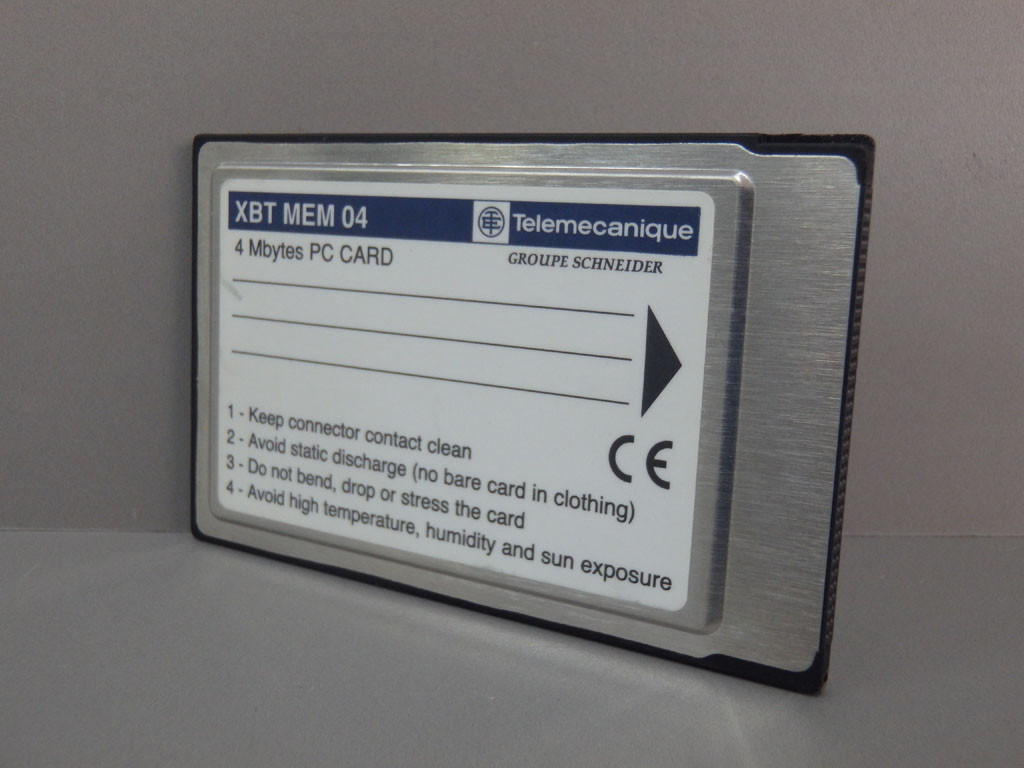 XBT MEM 04 Telemecanique
4 Mbytes PC CARD GROUPE SCHNEIDER
CE
1 - Keep connector contact clean
2 - Avoid static discharge (no bare card in clothing)
3 - Do not bend, drop or stress the card
4 - Avoid high temperature, humidity and sun exposure